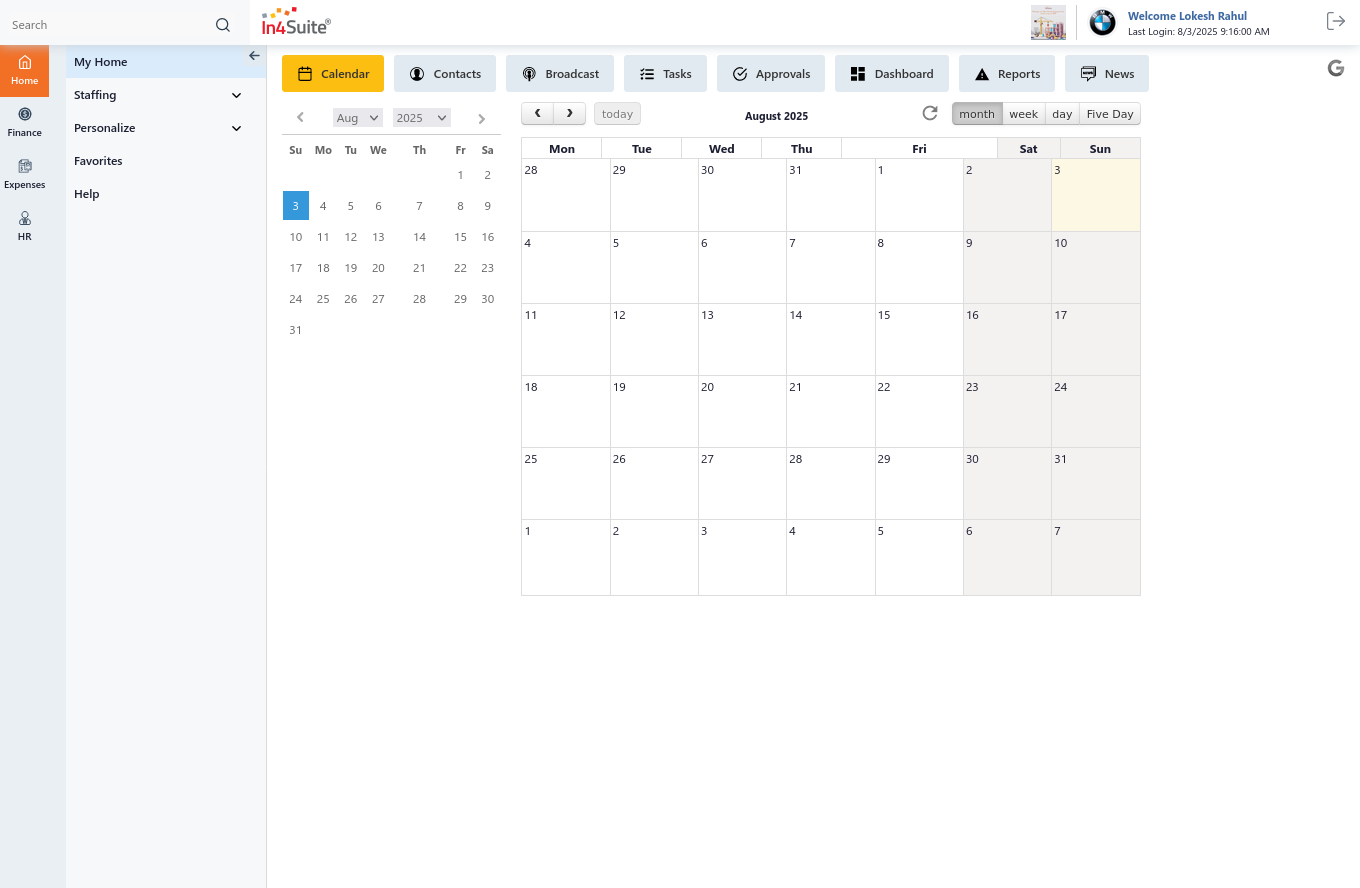 Search
In4Suite®
Welcome Lokesh Rahul
Last Login: 8/3/2025 9:16:00 AM
Home
Finance
Expenses
HR
My Home
Staffing
Personalize
Favorites
Help
Calendar Contacts Broadcast Tasks Approvals Dashboard Reports News
Aug 2025
Su Mo Tu We Th Fr Sa
1 2
3 4 5 6 7 8 9
10 11 12 13 14 15 16
17 18 19 20 21 22 23
24 25 26 27 28 29 30
31
today August 2025 month week day Five Day
Mon Tue Wed Thu Fri Sat Sun
28 29 30 31 1 2 3
4 5 6 7 8 9 10
11 12 13 14 15 16 17
18 19 20 21 22 23 24
25 26 27 28 29 30 31
1 2 3 4 5 6 7